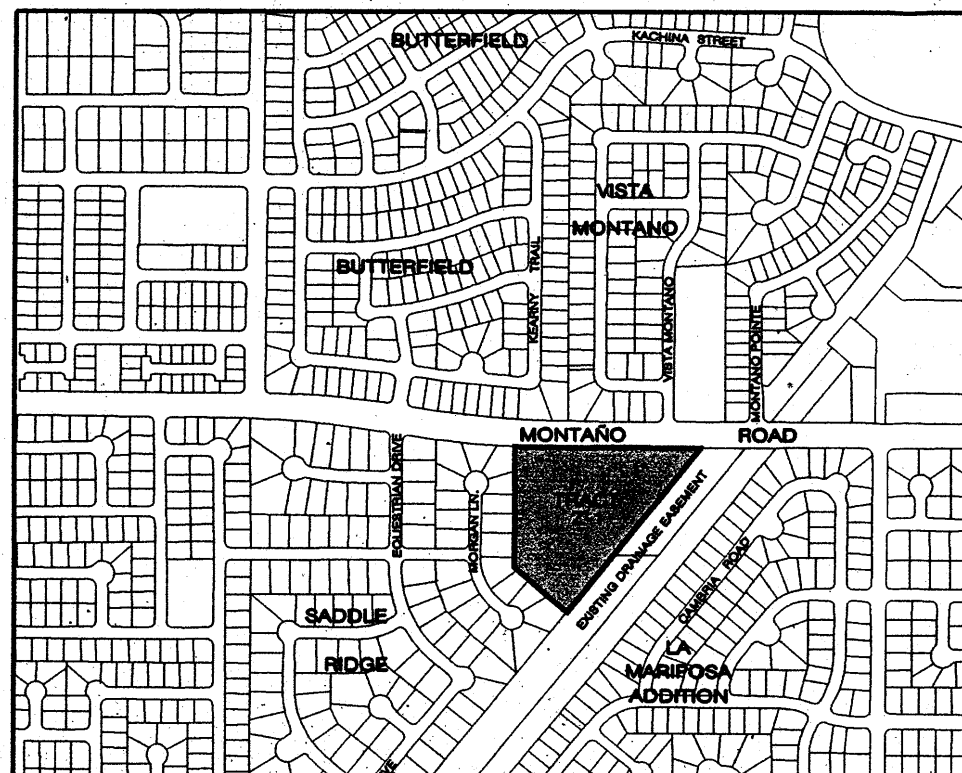 BUTTERFIELD
KACHINA STREET
VISTA
MONTANO
BUTTERFIELD
KEARNY TRAIL
VISTA MONTANO
MONTANO POINTE
MONTAÑO ROAD
EQUESTRIAN DRIVE
MORGAN LN.
EXISTING DRAINAGE EASEMENT
CAMBRIA ROAD
SADDLE
RIDGE
LA
MARIPOSA
ADDITION